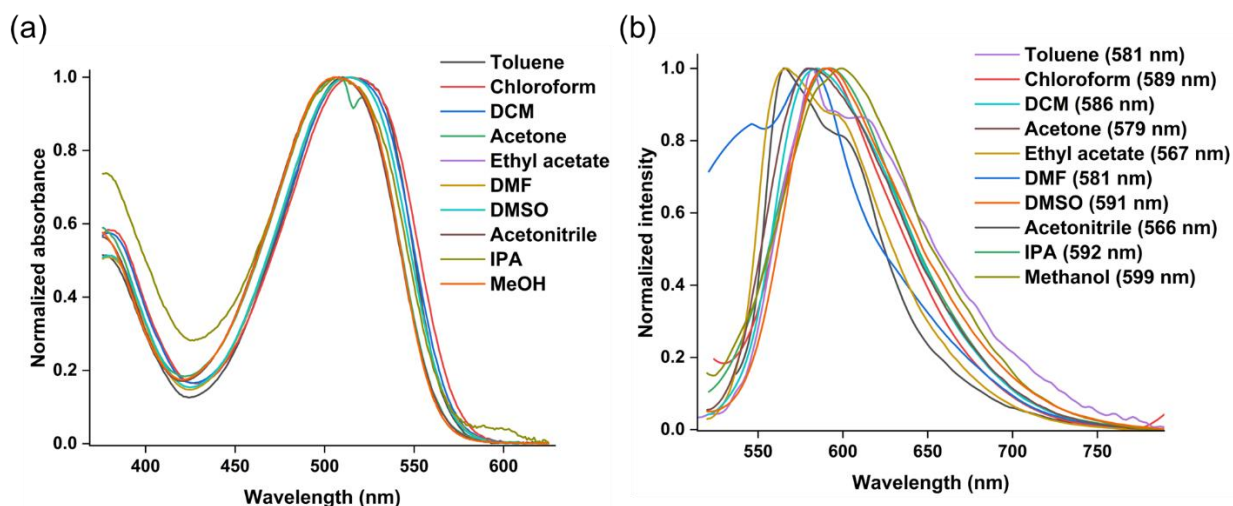 (a)
Normalized absorbance
1.0
0.8
0.6
0.4
0.2
0.0
400
450
500
550
600
Wavelength (nm)
Toluene
Chloroform
DCM
Acetone
Ethyl acetate
DMF
DMSO
Acetonitrile
IPA
MeOH
(b)
Normalized intensity
1.0
0.8
0.6
0.4
0.2
0.0
550
600
650
700
750
Wavelength (nm)
Toluene (581 nm)
Chloroform (589 nm)
DCM (586 nm)
Acetone (579 nm)
Ethyl acetate (567 nm)
DMF (581 nm)
DMSO (591 nm)
Acetonitrile (566 nm)
IPA (592 nm)
Methanol (599 nm)